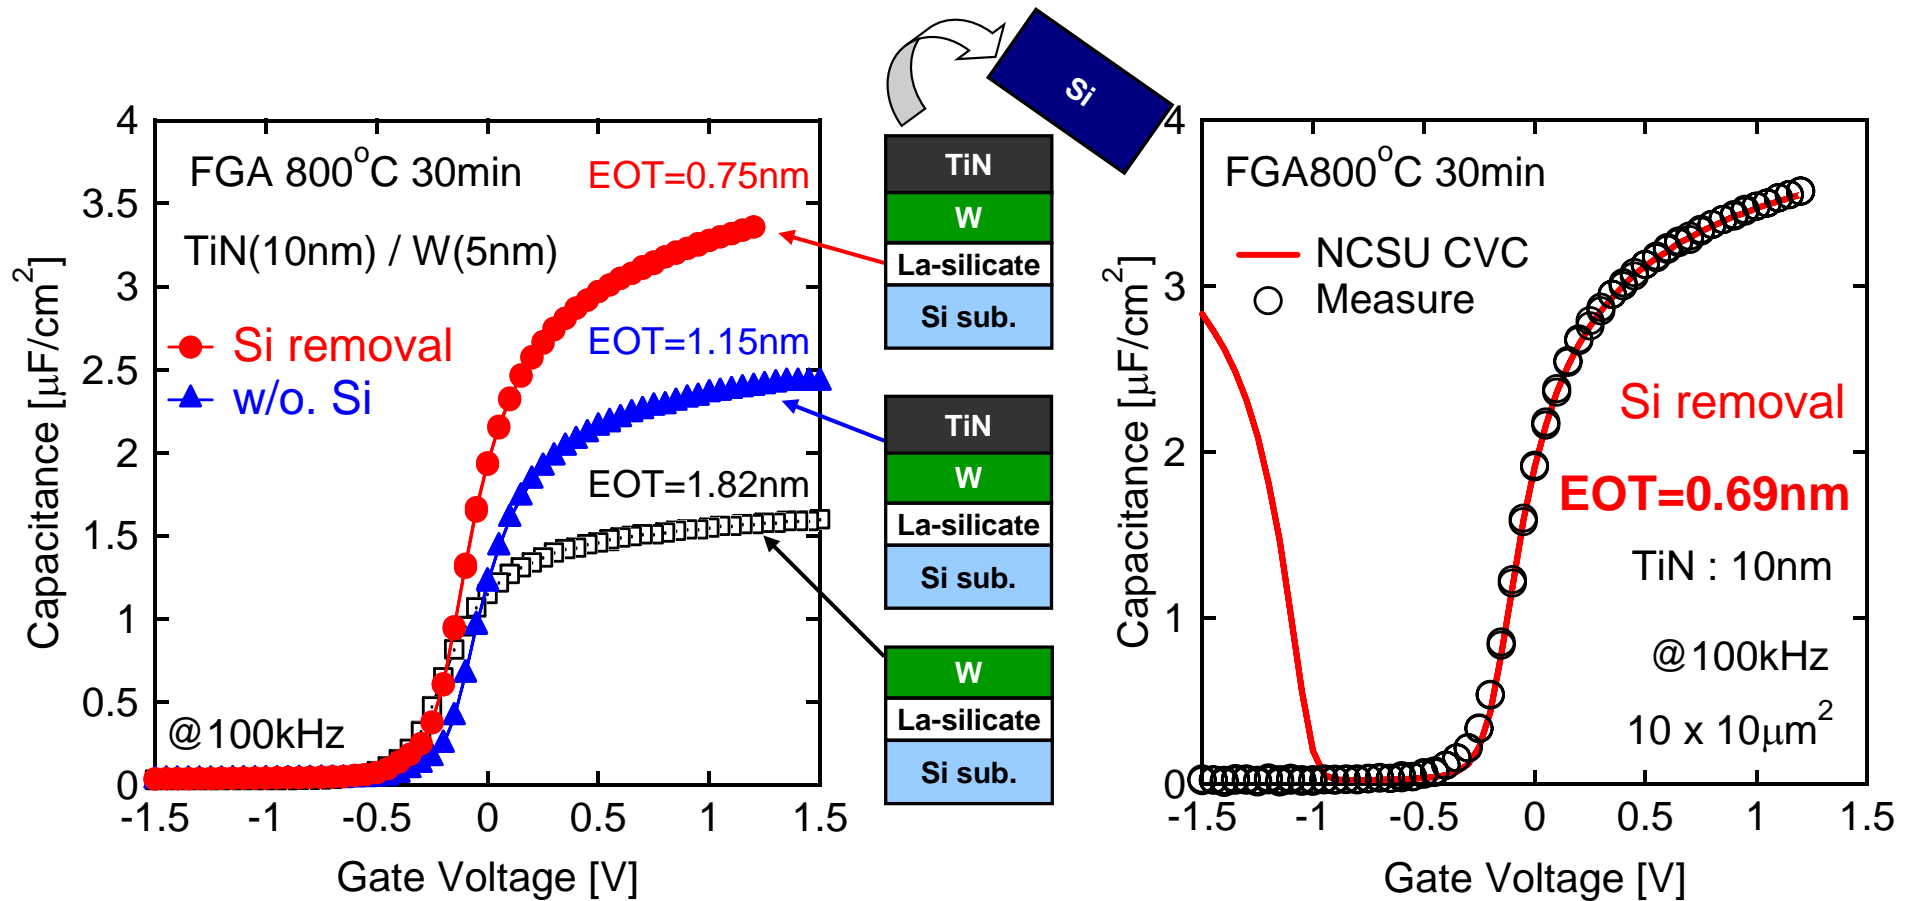 4
3.5
3
2.5
2
1.5
1
0.5
0
-1.5
-1
-0.5
0
0.5
1
1.5
Capacitance [μF/cm²]
Gate Voltage [V]
FGA 800°C 30min
EOT=0.75nm
TiN(10nm) / W(5nm)
Si removal
w/o. Si
EOT=1.15nm
EOT=1.82nm
@100kHz
Si
TiN
W
La-silicate
Si sub.
TiN
W
La-silicate
Si sub.
W
La-silicate
Si sub.
4
3
2
1
0
-1.5
-1
-0.5
0
0.5
1
1.5
Capacitance [μF/cm²]
Gate Voltage [V]
FGA800°C 30min
NCSU CVC
Measure
Si removal
EOT=0.69nm
TiN : 10nm
@100kHz
10 x 10μm²